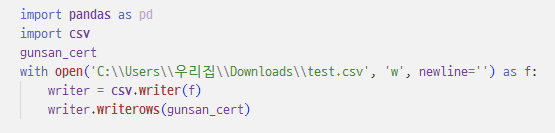 import pandas as pd
import csv
gunsan_cert
with open('C:\\Users\\우리집\\Downloads\\test.csv', 'w', newline='') as f:
    writer = csv.writer(f)
    writer.writerows(gunsan_cert)